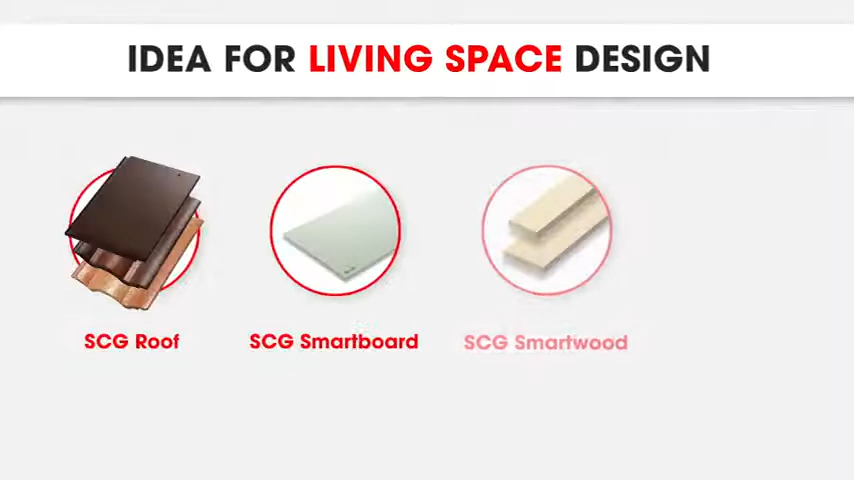 IDEA FOR LIVING SPACE DESIGN
SCG Roof
SCG Smartboard
SCG Smartwood